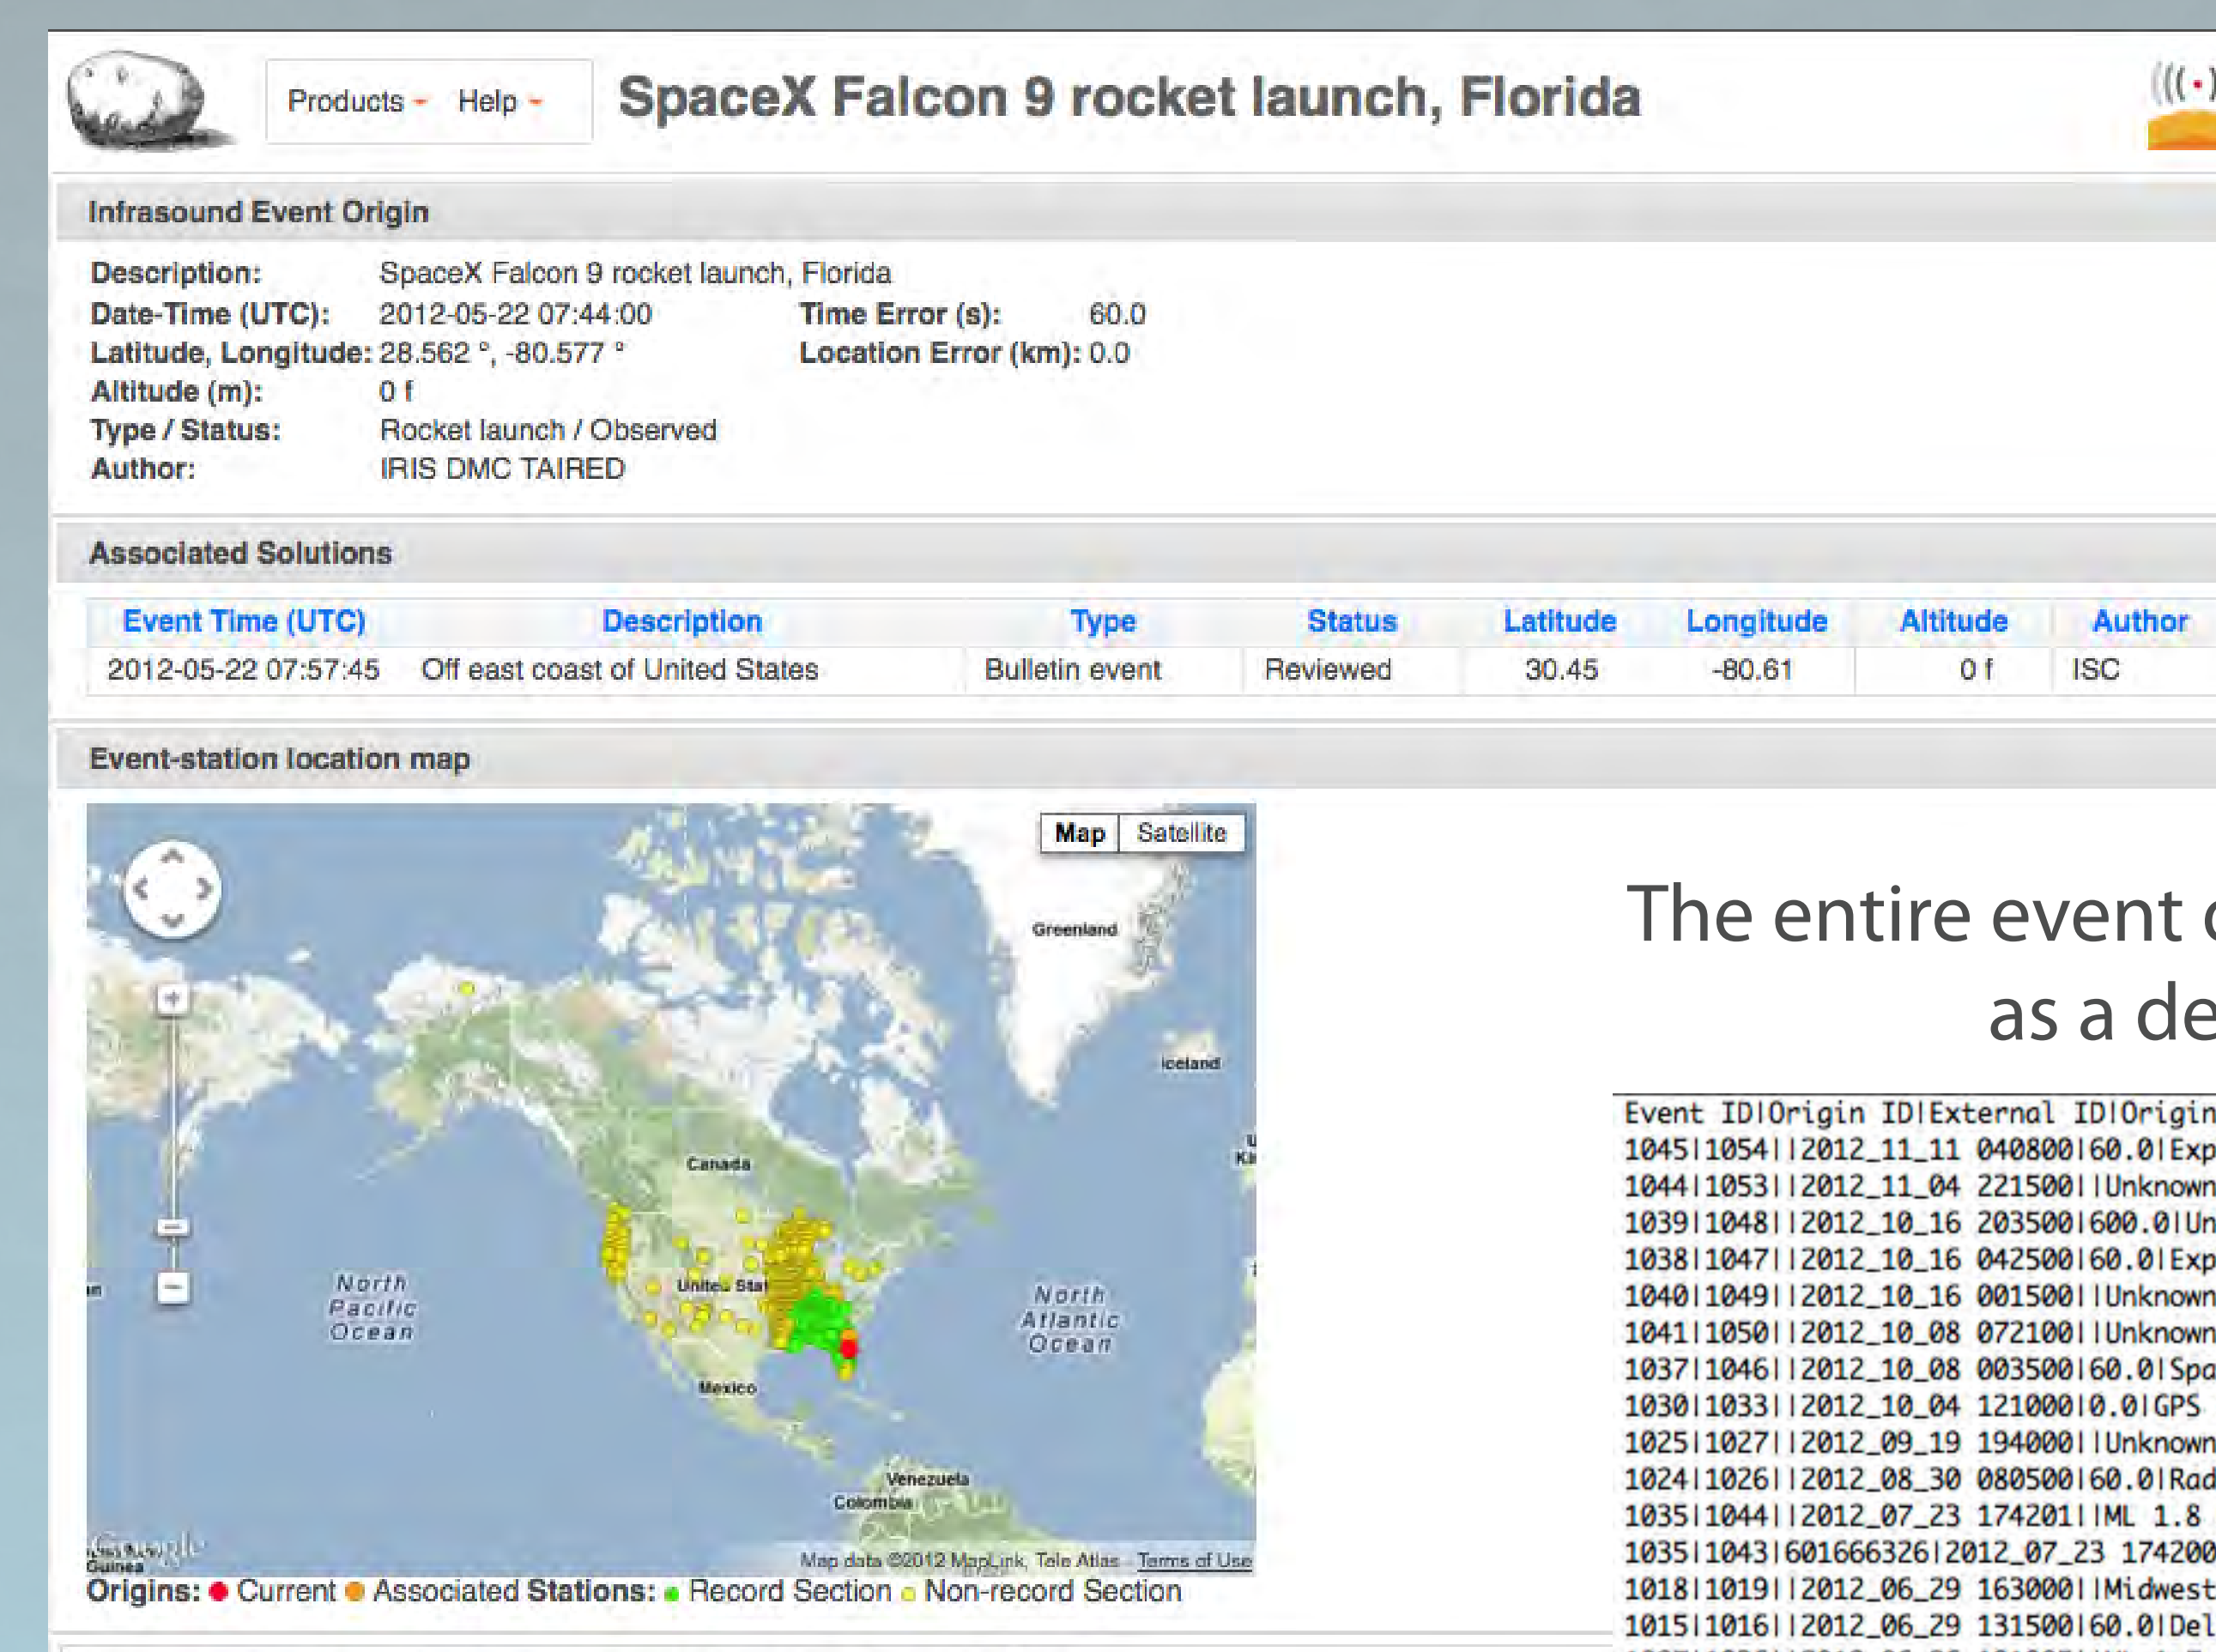 Products Help
SpaceX Falcon 9 rocket launch, Florida
Infrasound Event Origin
Description: SpaceX Falcon 9 rocket launch, Florida
Date-Time (UTC): 2012-05-22 07:44:00 Time Error (s): 60.0
Latitude, Longitude: 28.562 °, -80.577 ° Location Error (km): 0.0
Altitude (m): 0 f
Type / Status: Rocket launch / Observed
Author: IRIS DMC TAIRED
Associated Solutions
Event Time (UTC) Description Type Status Latitude Longitude Altitude Author
2012-05-22 07:57:45 Off east coast of United States Bulletin event Reviewed 30.45 -80.61 0 f ISC
Event-station location map
Map Satellite
Greenland
Iceland
Canada
United Stat
North
Pacific
Ocean
North
Atlantic
Ocean
Mexico
Venezuela
Colombia
Guinea
Map data ©2012 MapLink, Tele Atlas - Terms of Use
Origins: Current Associated Stations: Record Section Non-record Section
The entire event
as a de
Event ID|Origin ID|External ID|Origin
1045|1054||2012_11_11 040800|60.0|Exp
1044|1053||2012_11_04 221500||Unknown
1039|1048||2012_10_16 203500|600.0|Un
1038|1047||2012_10_16 042500|60.0|Exp
1040|1049||2012_10_16 001500||Unknown
1041|1050||2012_10_08 072100||Unknown
1037|1046||2012_10_08 003500|60.0|Spa
1030|1033||2012_10_04 121000|0.0|GPS
1025|1027||2012_09_19 194000||Unknown
1024|1026||2012_08_30 080500|60.0|Rad
1035|1044||2012_07_23 174201||ML 1.8
1035|1043|601666326|2012_07_23 174200
1018|1019||2012_06_29 163000||Midwest
1015|1016||2012_06_29 131500|60.0|Del